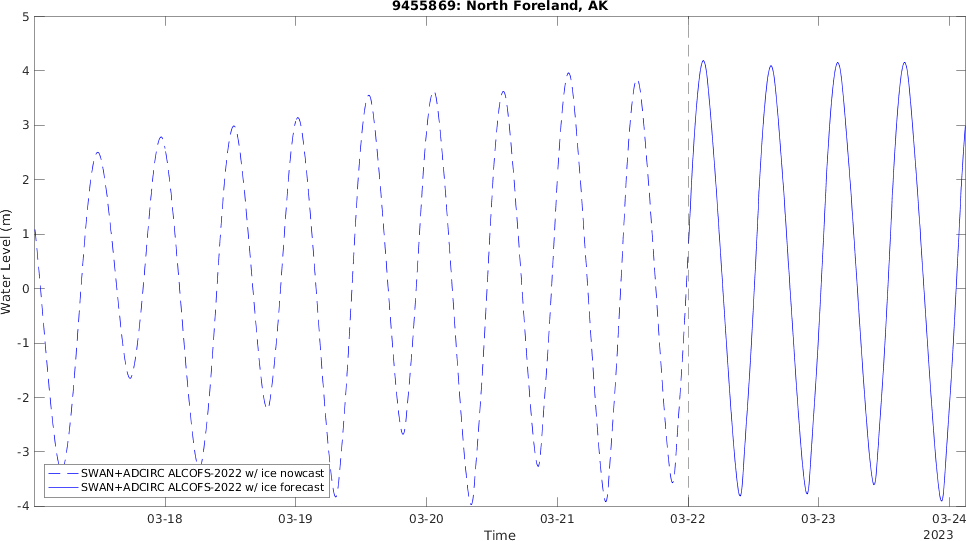 9455869: North Foreland, AK
5
4
3
2
1
0
-1
-2
-3
-4
Water Level (m)
SWAN+ADCIRC ALCOFS-2022 w/ ice nowcast
SWAN+ADCIRC ALCOFS-2022 w/ ice forecast
03-18 03-19 03-20 03-21 03-22 03-23 03-24
Time 2023